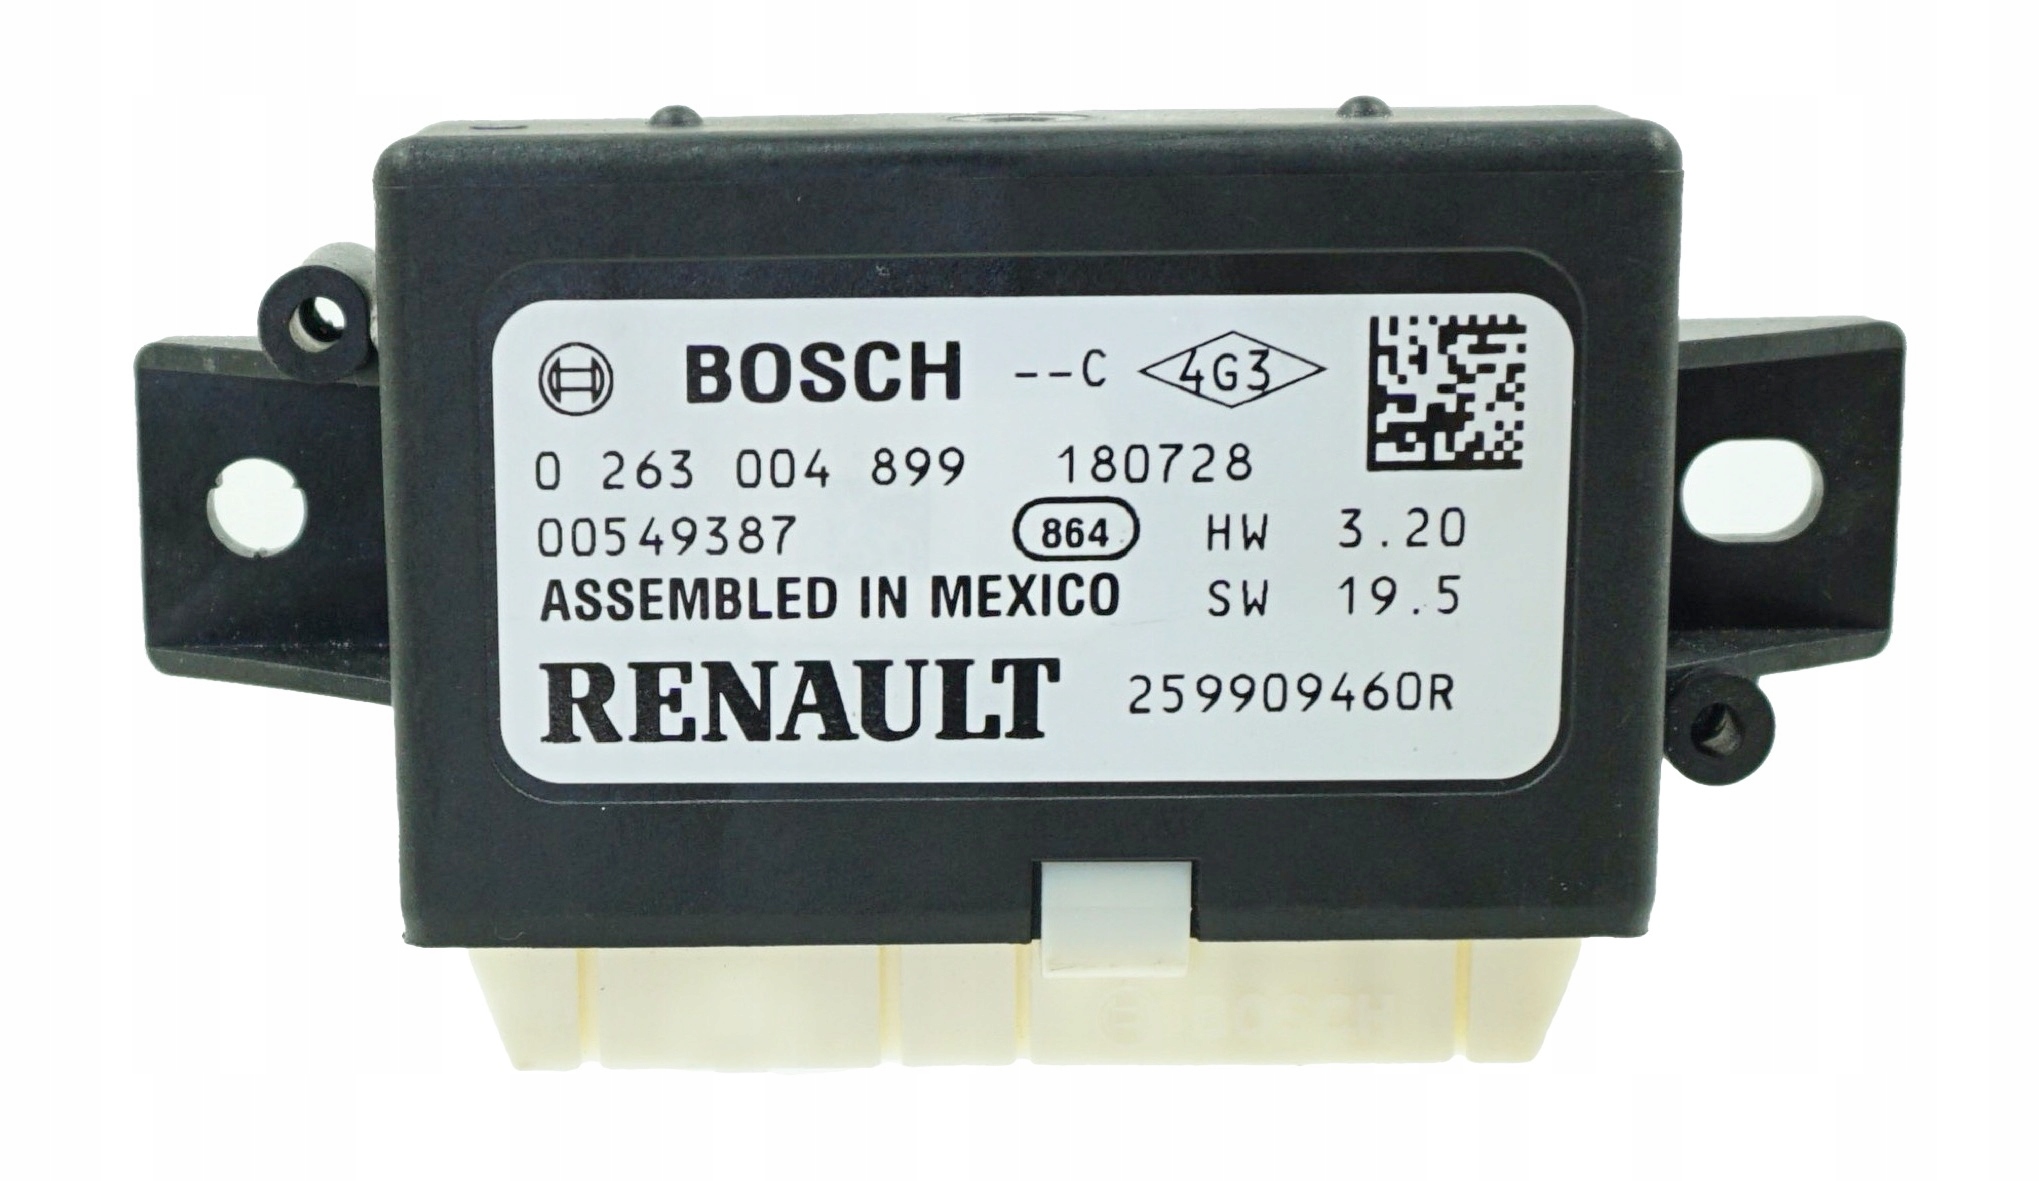 BOSCH --C 4G3
0 263 004 899 180728
00549387 864 HW 3.20
ASSEMBLED IN MEXICO SW 19.5
RENAULT 259909460R
BOSCH